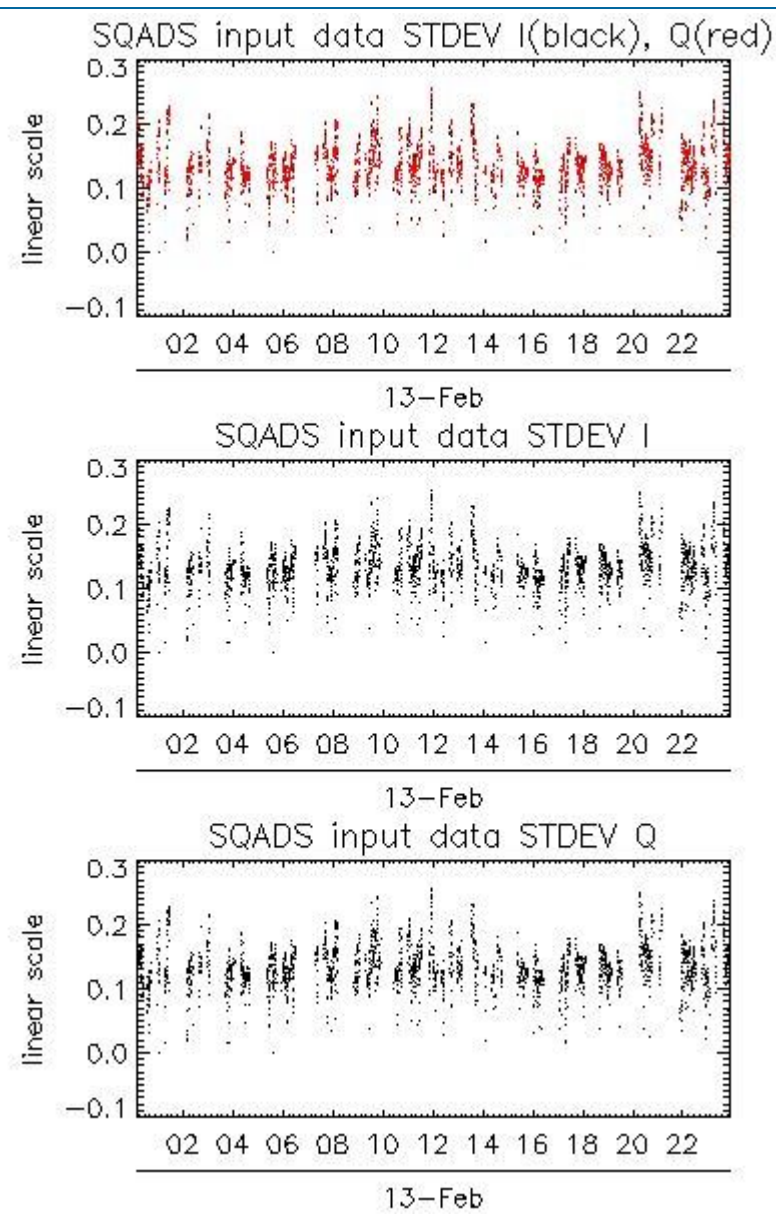 SQADS input data STDEV I(black), Q(red)
0.3
0.2
0.1
0.0
−0.1
linear scale
02 04 06 08 10 12 14 16 18 20 22
13−Feb
SQADS input data STDEV I
0.3
0.2
0.1
0.0
−0.1
linear scale
02 04 06 08 10 12 14 16 18 20 22
13−Feb
SQADS input data STDEV Q
0.3
0.2
0.1
0.0
−0.1
linear scale
02 04 06 08 10 12 14 16 18 20 22
13−Feb